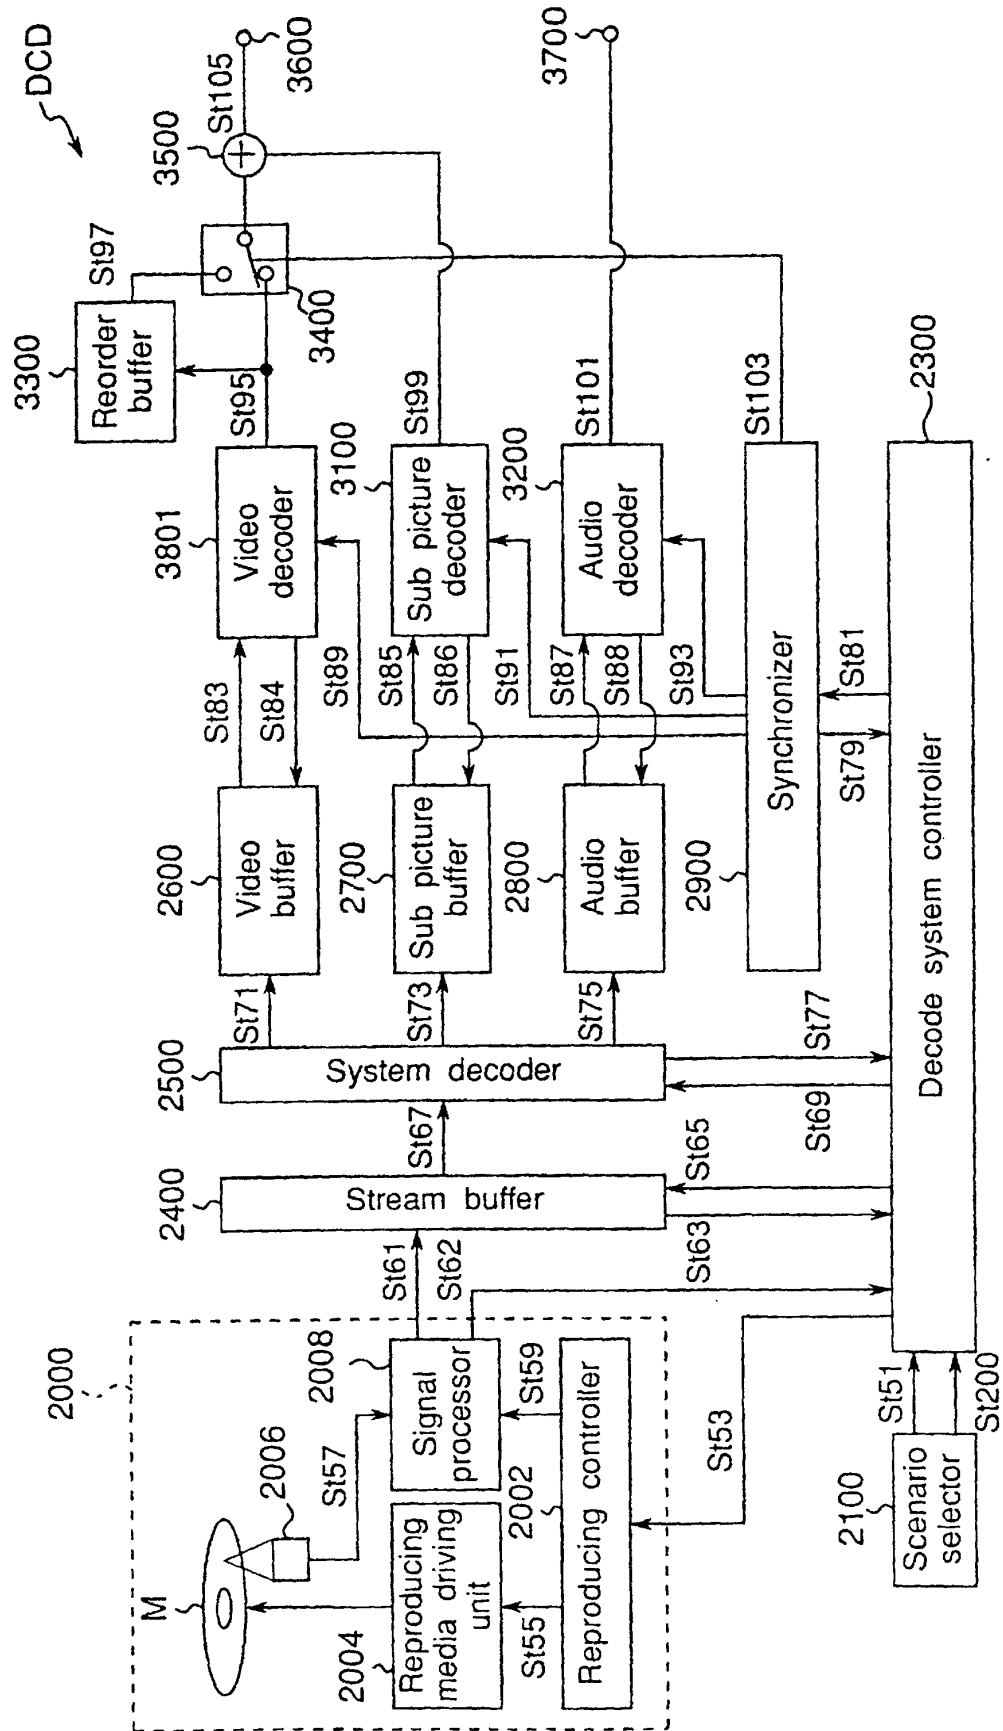 DCD
3600
3700
St105
3500
St97
3300
Reorder
buffer
3400
St95
St99
St101
St103
2300
3801
Video
decoder
3100
Sub picture
decoder
3200
Audio
decoder
St83
St84
St89
St85
St86
St91
St87
St88
St93
St81
St79
2600
Video
buffer
2700
Sub picture
buffer
2800
Audio
buffer
2900
Synchronizer
Decode system controller
St71
St73
St75
St77
2500
System decoder
St67
St69
St65
2400
Stream buffer
St61
St62
St63
2000
2008
Signal
processor
St59
St57
2006
M
2004
Reproducing
media driving
unit
2002
Reproducing controller
St55
St53
St51
St200
2100
Scenario
selector